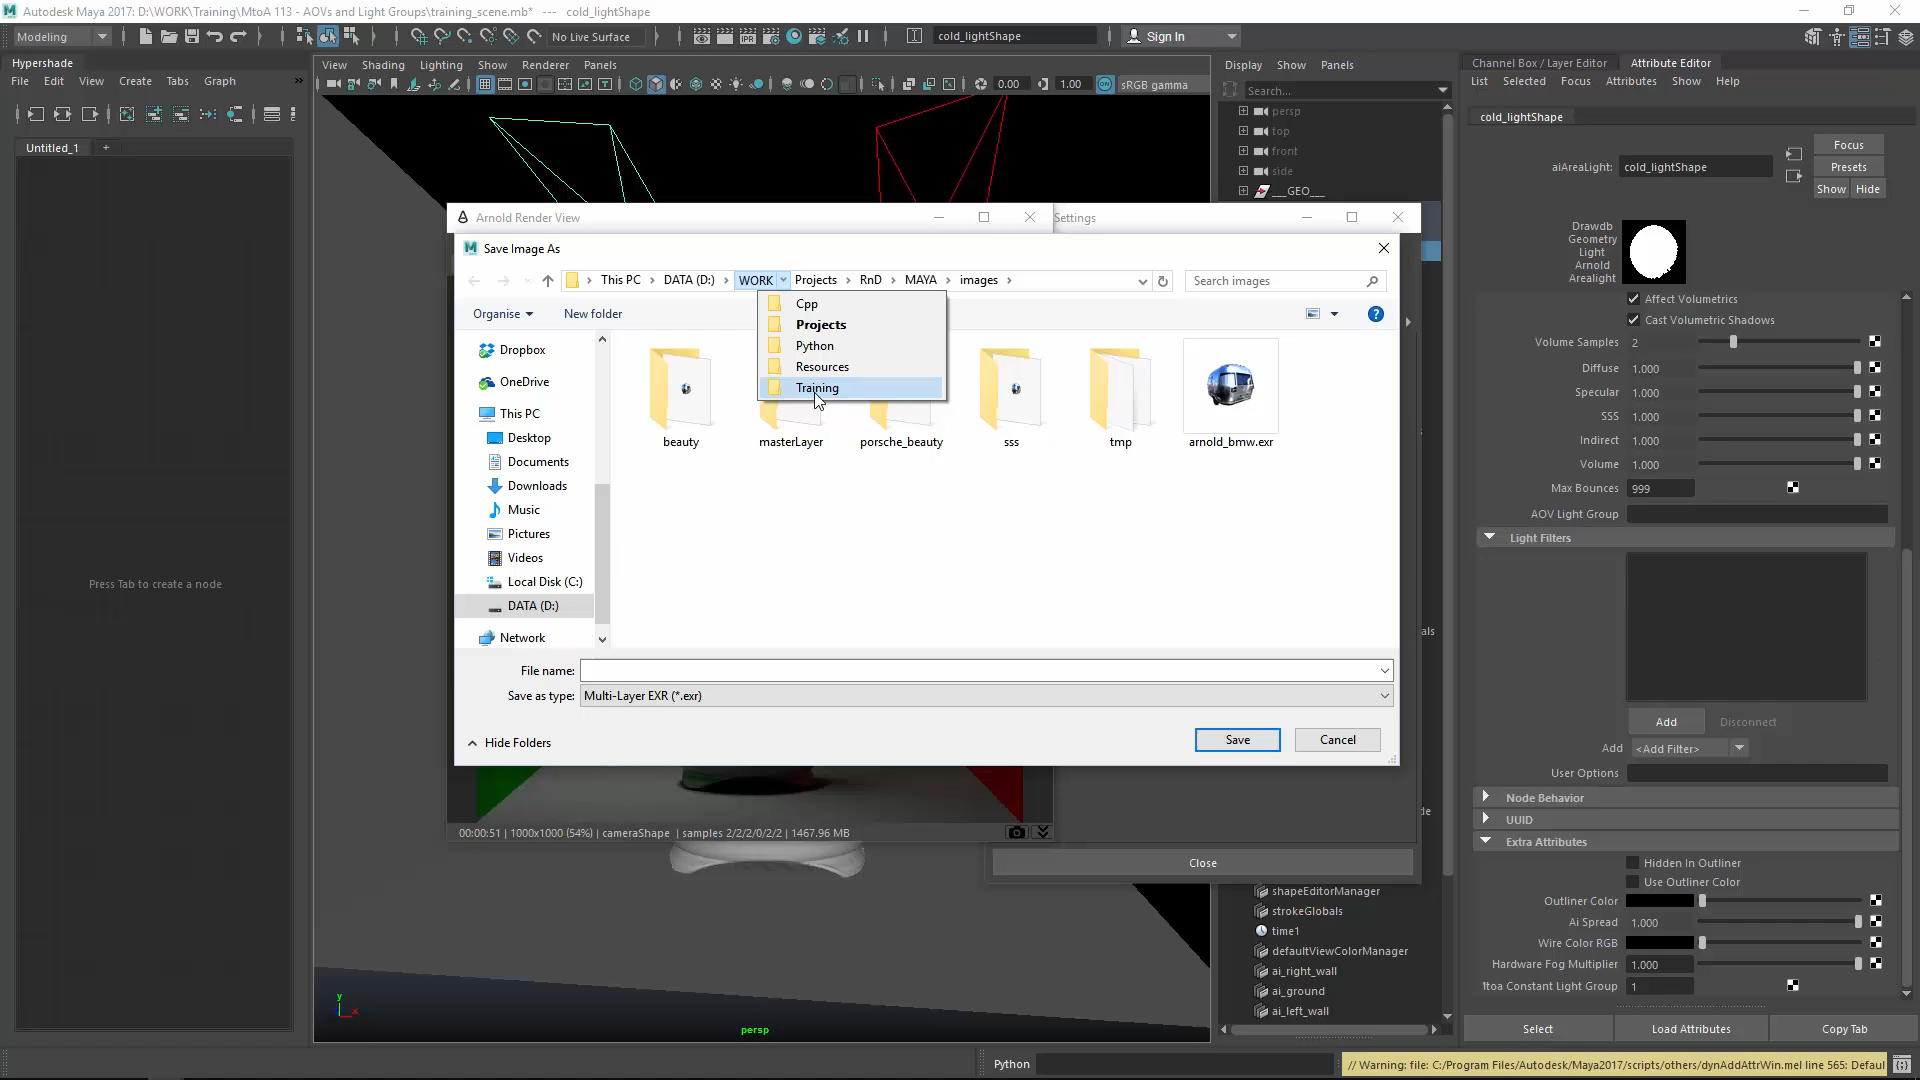 Autodesk Maya 2017: D:\WORK\Training\MtoA 113 - AOVs and Light Groups\training_scene.mb* --- cold_lightShape
Modeling
No Live Surface
cold_lightShape
Sign In
Hypershade
File Edit View Create Tabs Graph
Untitled_1 +
Press Tab to create a node
View Shading Lighting Show Renderer Panels
0.00 1.00 sRGB gamma
Arnold Render View
Settings
Save Image As
This PC DATA (D:) WORK Projects RnD MAYA images
Search images
Organise New folder
Cpp
Projects
Python
Resources
Training
Dropbox
OneDrive
This PC
Desktop
Documents
Downloads
Music
Pictures
Videos
Local Disk (C:)
DATA (D:)
Network
beauty masterLayer porsche_beauty sss tmp arnold_bmw.exr
File name:
Save as type: Multi-Layer EXR (*.exr)
Hide Folders
Save Cancel
00:00:51 | 1000x1000 (54%) | cameraShape | samples 2/2/2/0/2/2 | 1467.96 MB
Close
y
x
persp
Display Show Panels
Search...
persp
top
front
side
___GEO___
als
de
shapeEditorManager
strokeGlobals
time1
defaultViewColorManager
ai_right_wall
ai_ground
ai_left_wall
Channel Box / Layer Editor Attribute Editor
List Selected Focus Attributes Show Help
cold_lightShape
aiAreaLight: cold_lightShape
Focus
Presets
Show Hide
Drawdb
Geometry
Light
Arnold
Arealight
Affect Volumetrics
Cast Volumetric Shadows
Volume Samples 2
Diffuse 1.000
Specular 1.000
SSS 1.000
Indirect 1.000
Volume 1.000
Max Bounces 999
AOV Light Group
Light Filters
Add Disconnect
Add <Add Filter>
User Options
Node Behavior
UUID
Extra Attributes
Hidden In Outliner
Use Outliner Color
Outliner Color
Ai Spread 1.000
Wire Color RGB
Hardware Fog Multiplier 1.000
Itoa Constant Light Group 1
Select Load Attributes Copy Tab
Python
// Warning: file: C:/Program Files/Autodesk/Maya2017/scripts/others/dynAddAttrWin.mel line 565: Defaul